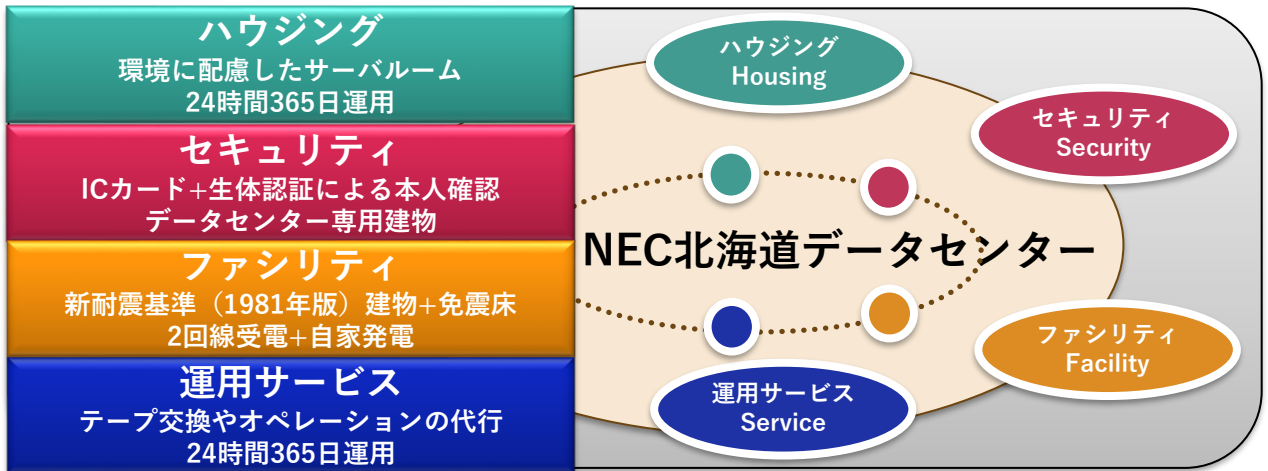 ハウジング
環境に配慮したサーバルーム
24時間365日運用
セキュリティ
ICカード+生体認証による本人確認
データセンター専用建物
ファシリティ
新耐震基準（1981年版）建物+免震床
2回線受電+自家発電
運用サービス
テープ交換やオペレーションの代行
24時間365日運用
ハウジング
Housing
セキュリティ
Security
NEC北海道データセンター
ファシリティ
Facility
運用サービス
Service